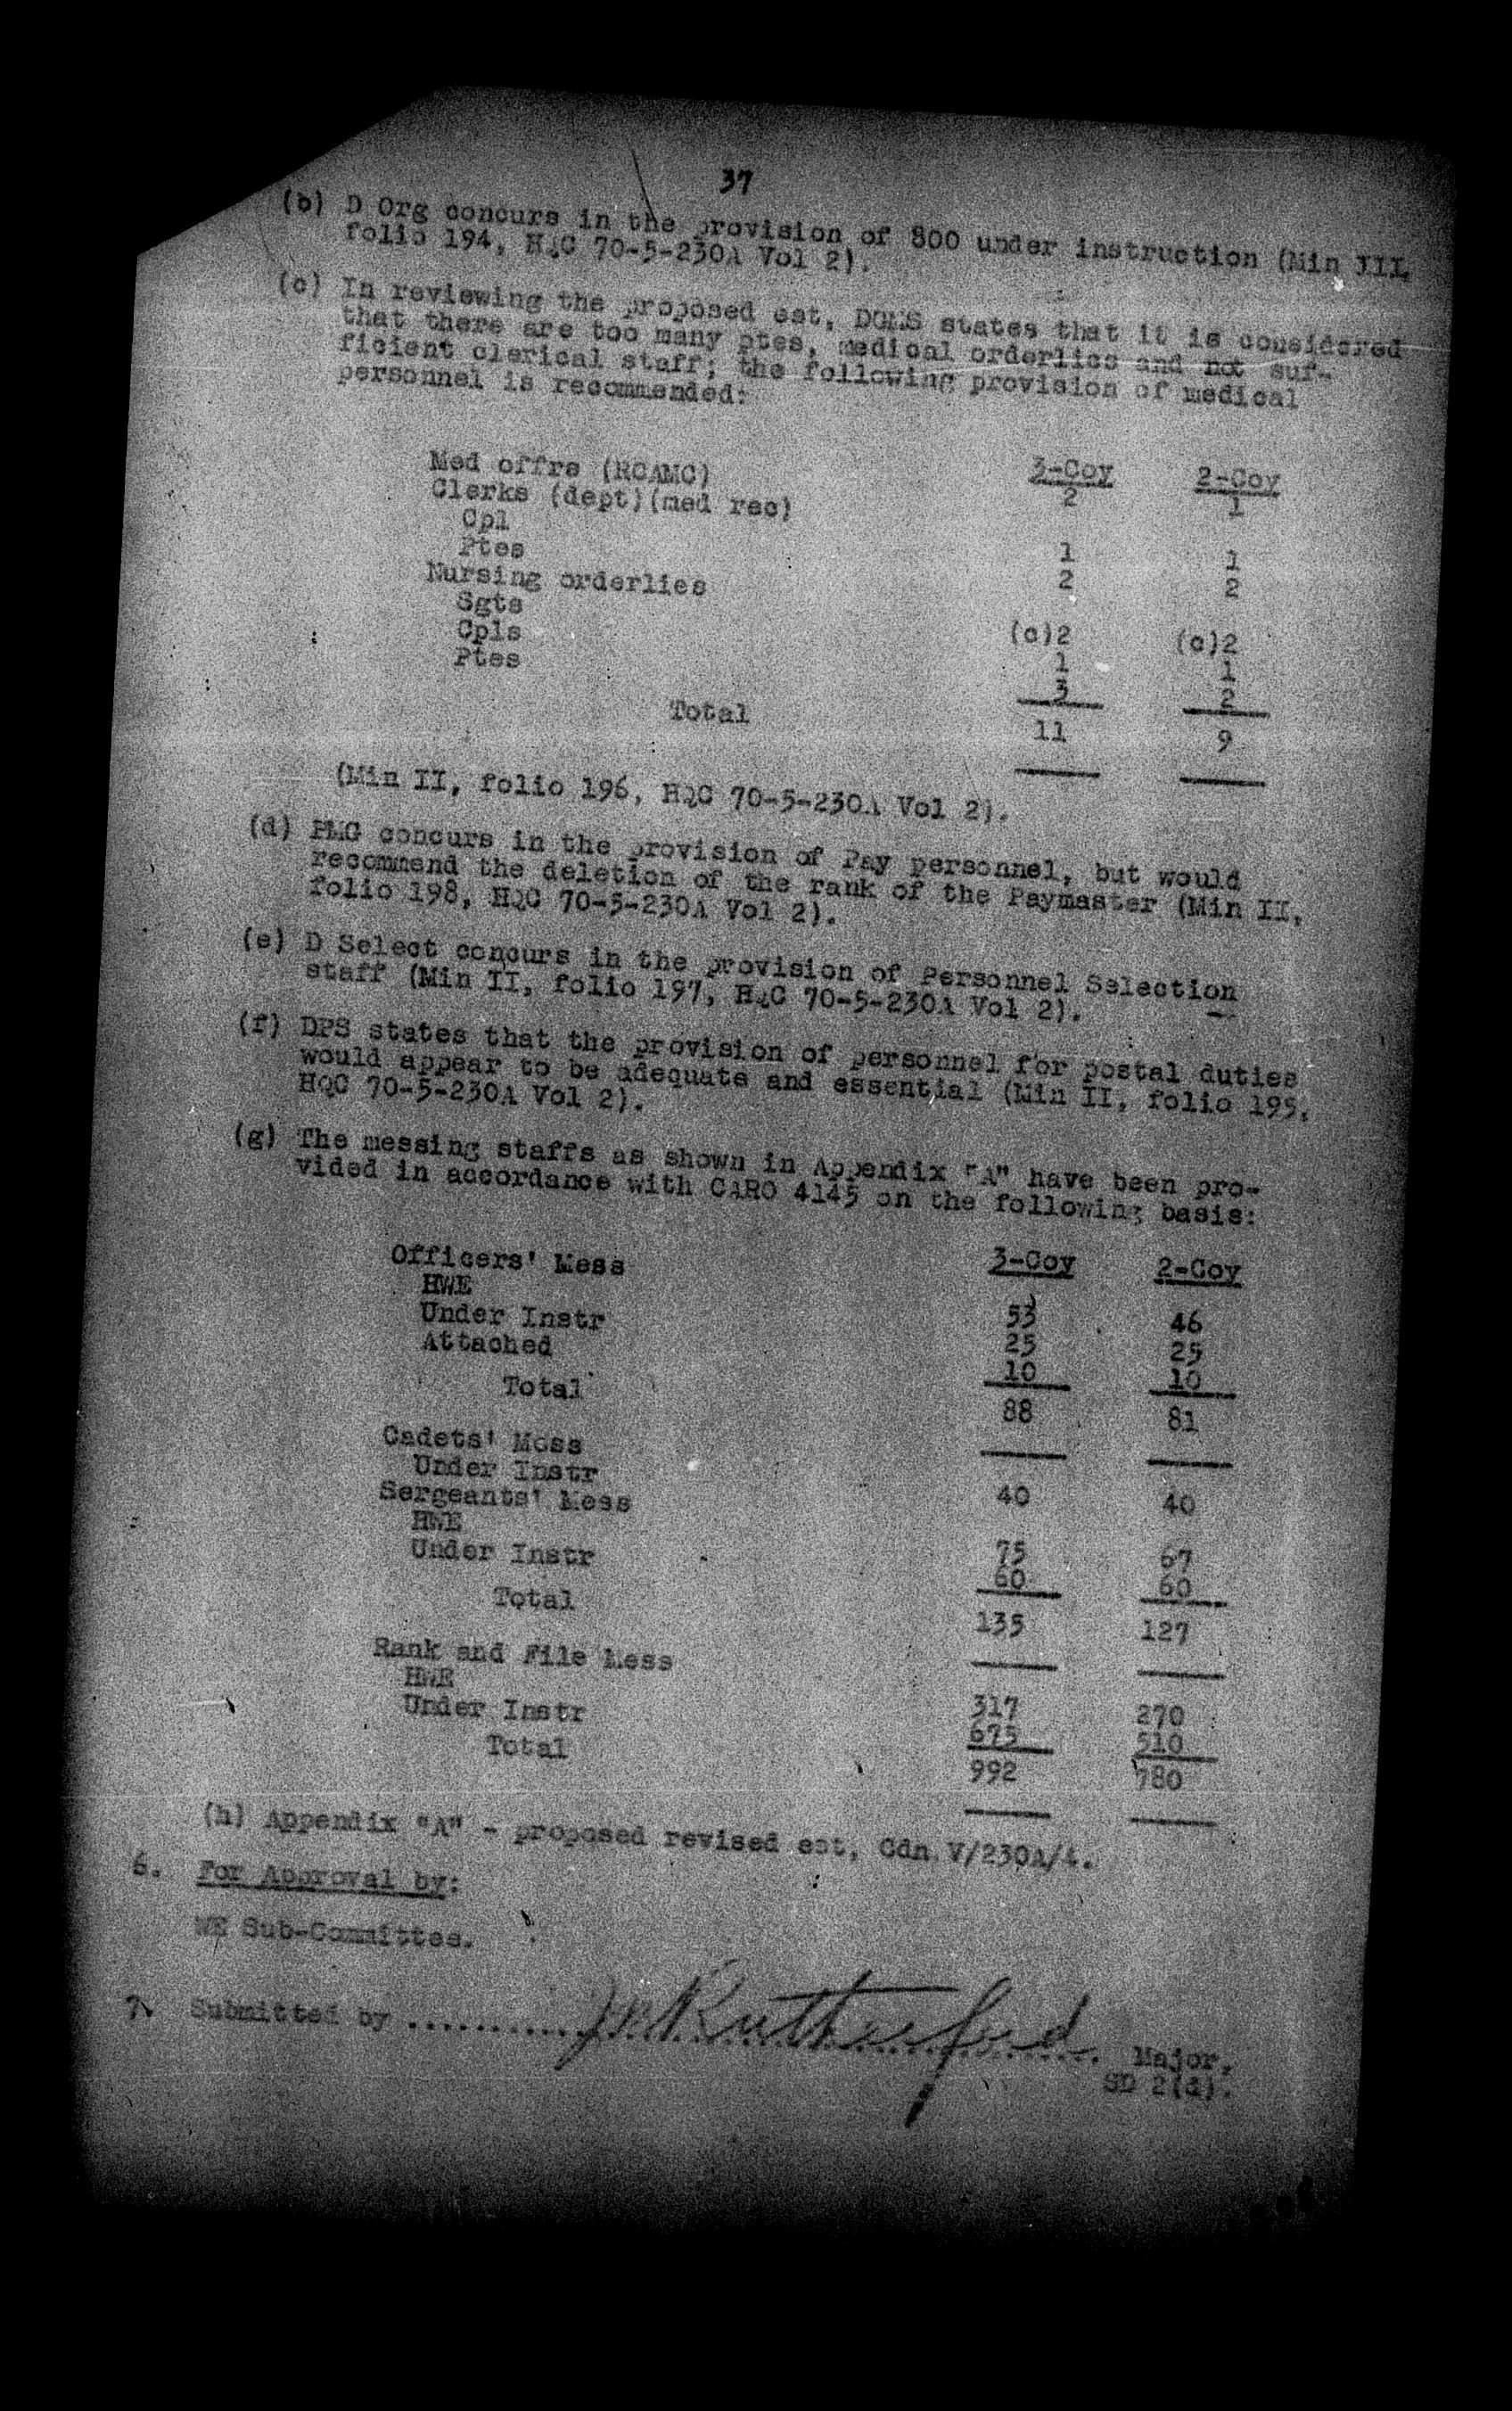 37
(b) D Org concurs in the provision of 800 under instruction (Min III,
folio 194, HQC 70-5-230A Vol 2).
(c) In reviewing the proposed est, DGMS states that it is considered
that there are too many ptes, medical orderlies and not suf-
ficient clerical staff; the following provision of medical
personnel is recommended:
3-Coy 2-Coy
Med offrs (RCAMC) 2 1
Clerks (dept)(med rec)
Cpl 1 1
Ptes 2 2
Nursing orderlies
Sgts (c)2 (c)2
Cpls 1 1
Ptes 3 2
Total 11 9
(Min II, folio 196, HQC 70-5-230A Vol 2).
(d) PMG concurs in the provision of Pay personnel, but would
recommend the deletion of the rank of the Paymaster (Min II,
folio 198, HQC 70-5-230A Vol 2).
(e) D Select concurs in the provision of Personnel Selection
staff (Min II, folio 197, HQC 70-5-230A Vol 2).
(f) DPS states that the provision of personnel for postal duties
would appear to be adequate and essential (Min II, folio 195,
HQC 70-5-230A Vol 2).
(g) The messing staffs as shown in Appendix "A" have been pro-
vided in accordance with CARO 4145 on the following basis:
3-Coy 2-Coy
Officers' Mess
HWE 53 46
Under Instr 25 25
Attached 10 10
Total 88 81
Cadets' Mess
Under Instr 40 40
Sergeants' Mess
HWE 75 67
Under Instr 60 60
Total 135 127
Rank and File Mess
HWE 317 270
Under Instr 675 510
Total 992 780
(h) Appendix "A" - proposed revised est, Cdn V/230A/4.
6. For Approval by:
WE Sub-Committee.
7. Submitted by ........... Rutherford Major,
SD 2(d).